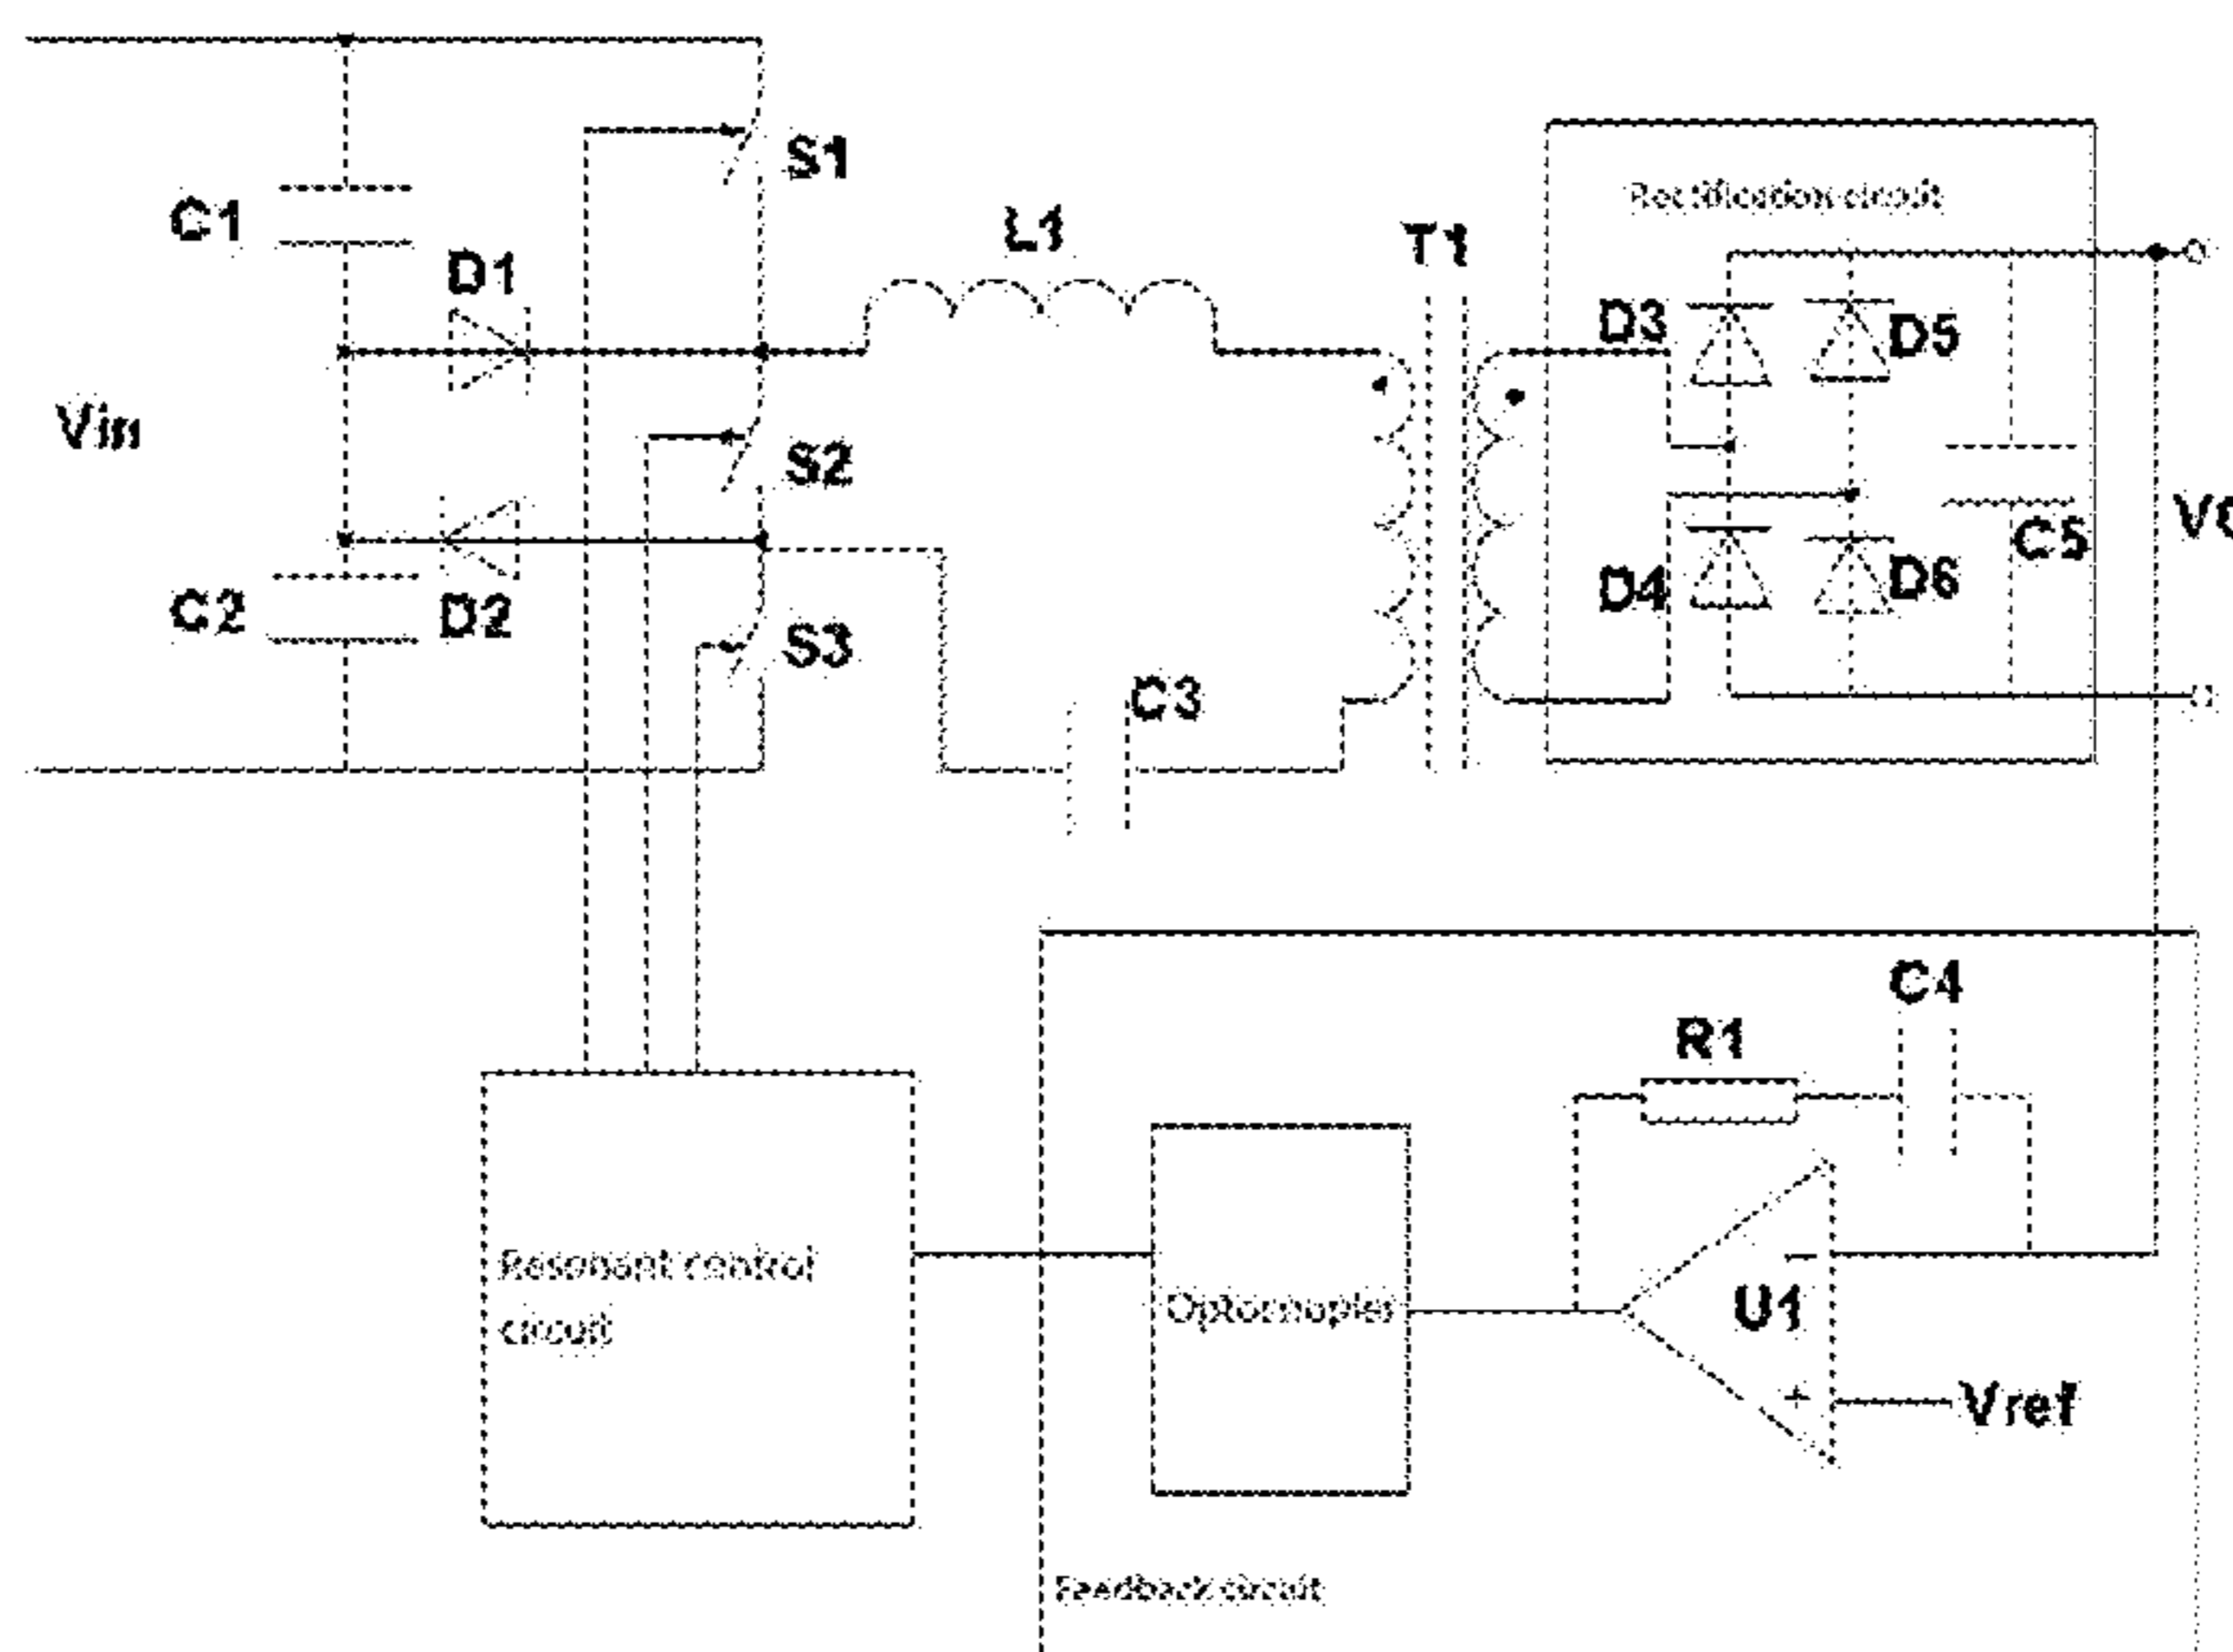 S1
Rectification circuit
C1
L1
T1
D1
D3
D5
Vin
S2
C5
D4
D6
C2
D2
S3
C3
C4
R1
Resonant control
circuit
Optocoupler
−
U1
+
Vref
Feedback circuit